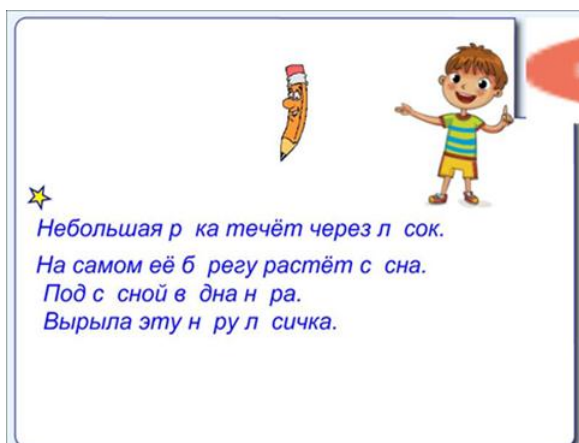 Небольшая р ка течёт через л сок.
На самом её б регу растёт с сна.
Под с сной в дна н ра.
Вырыла эту н ру л сичка.